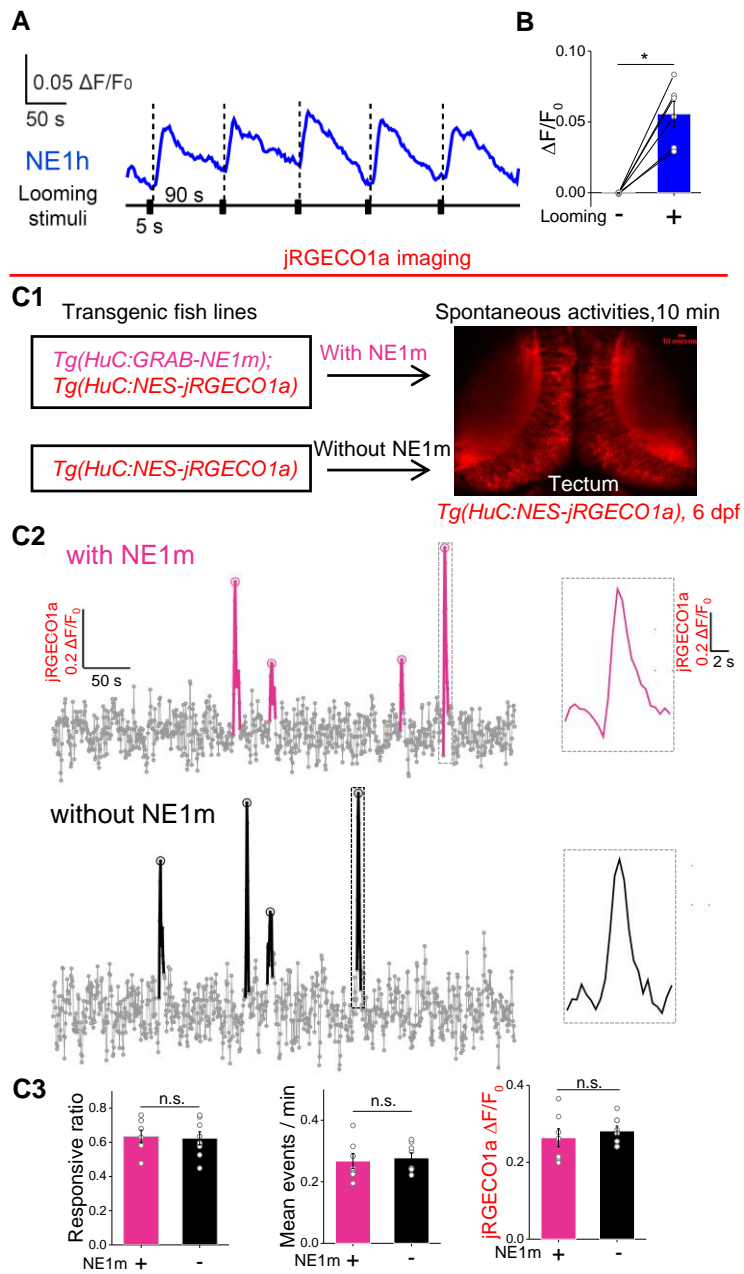 A
0.05 ΔF/F0
50 s
NE1h
Looming
stimuli
90 s
5 s
B
*
0.10
0.05
0.00
ΔF/F0
Looming - +
jRGECO1a imaging
C1
Transgenic fish lines
Spontaneous activities,10 min
Tg(HuC:GRAB-NE1m);
Tg(HuC:NES-jRGECO1a)
With NE1m
Tg(HuC:NES-jRGECO1a)
Without NE1m
10 micron
Tectum
Tg(HuC:NES-jRGECO1a), 6 dpf
C2
with NE1m
jRGECO1a
0.2 ΔF/F0
50 s
jRGECO1a
0.2 ΔF/F0
2 s
without NE1m
C3
Responsive ratio
0.8
0.6
0.4
0.2
0.0
n.s.
NE1m + -
Mean events / min
0.4
0.2
0.0
n.s.
NE1m + -
jRGECO1a ΔF/F0
0.4
0.2
0.0
n.s.
NE1m + -